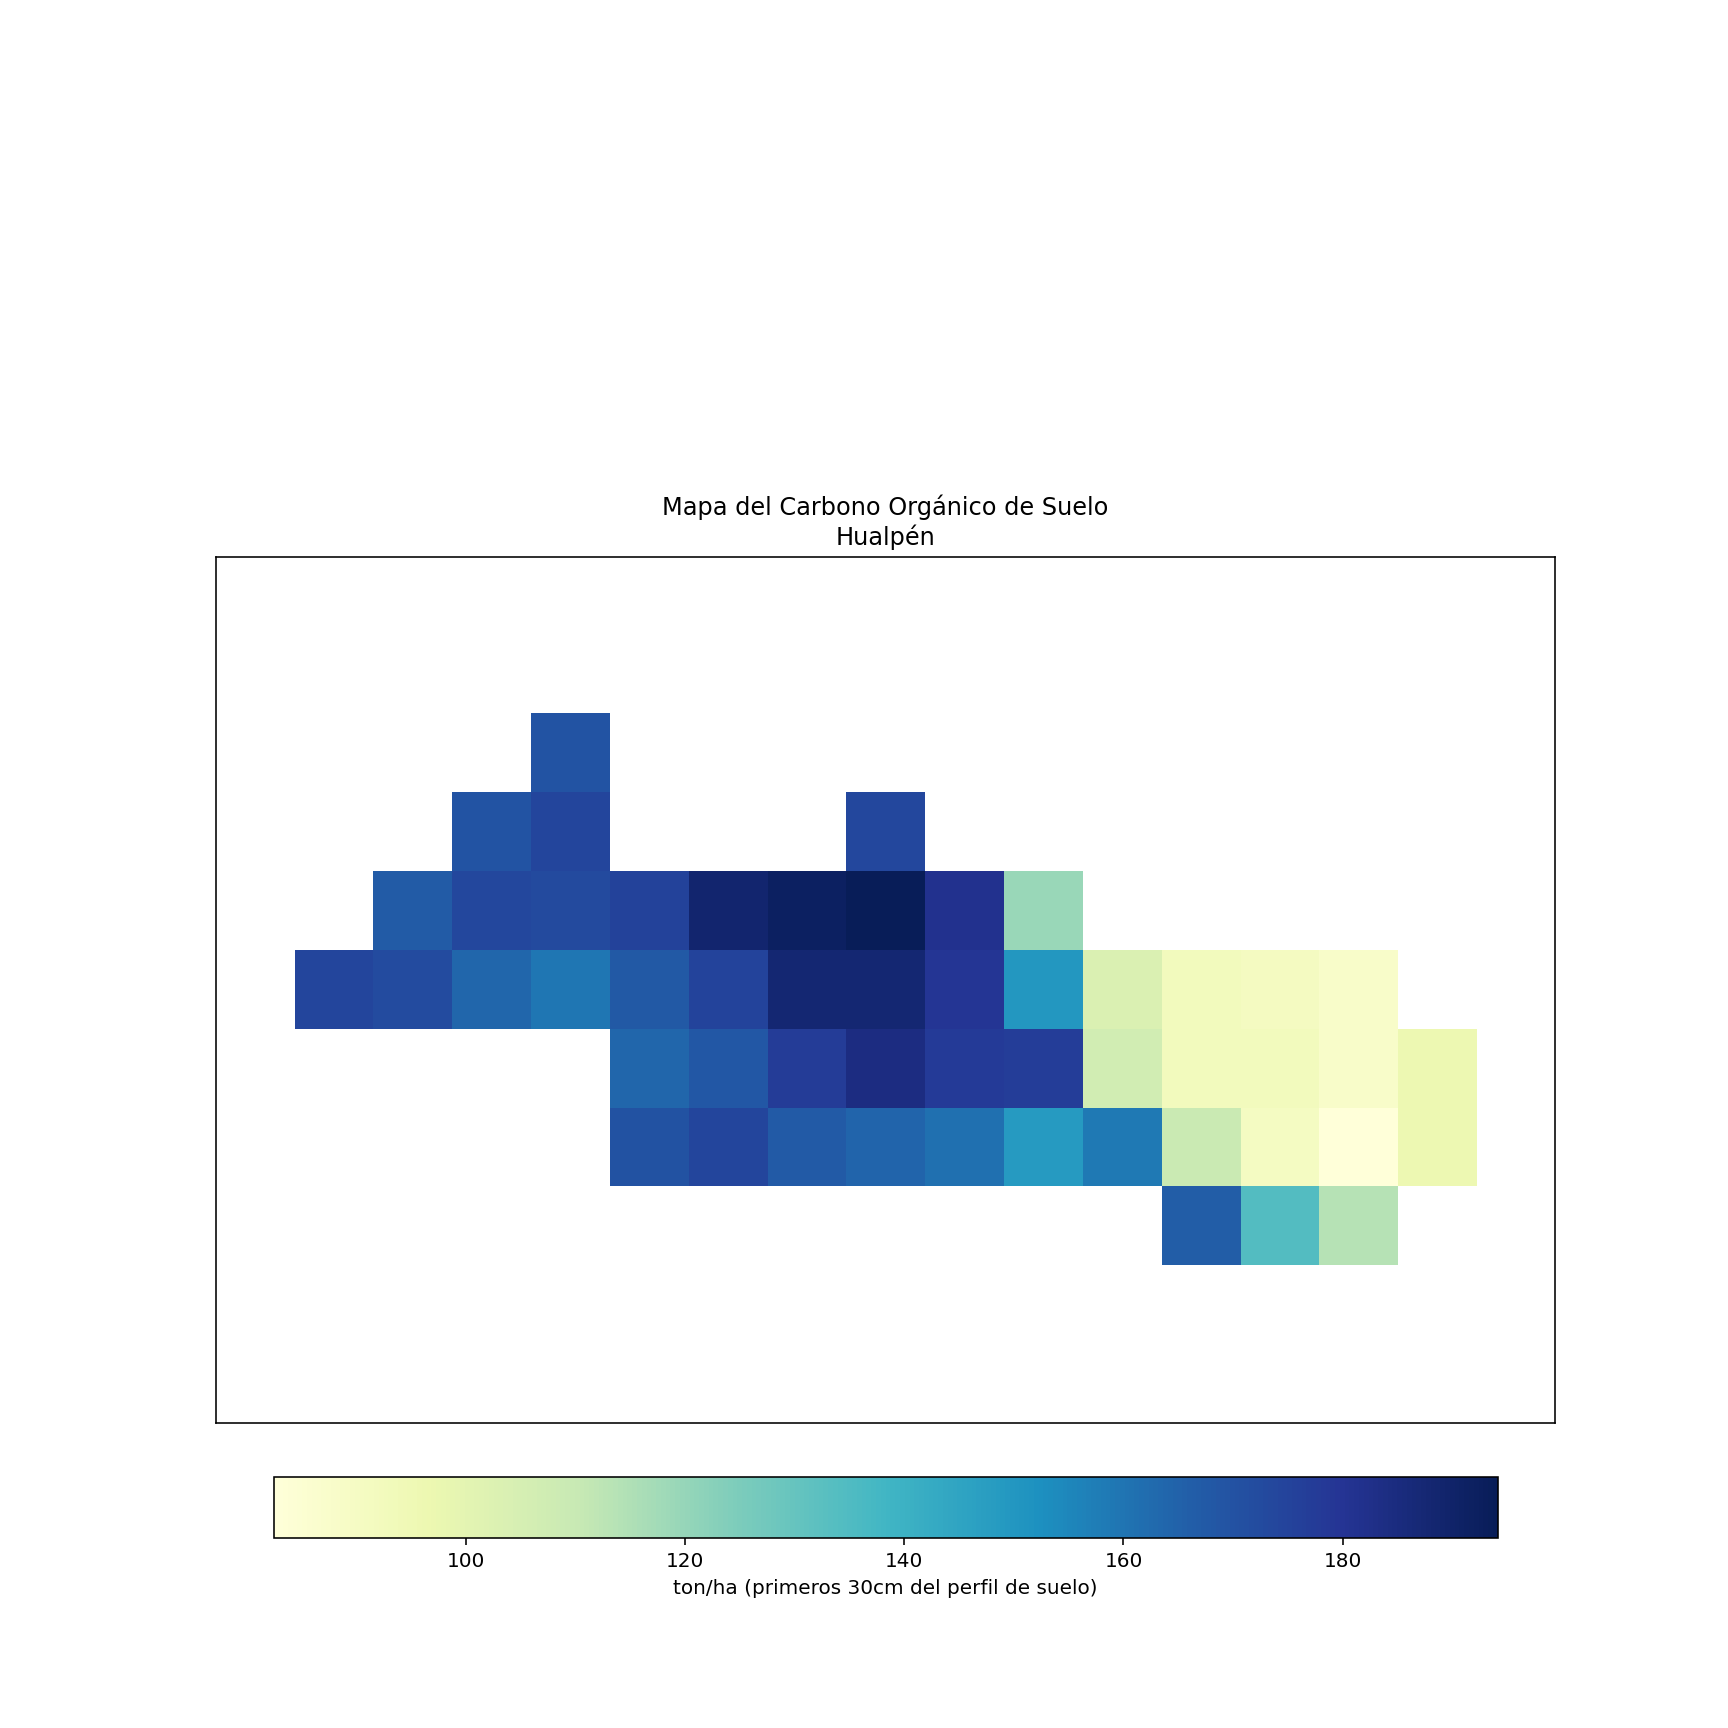 Mapa del Carbono Orgánico de Suelo
Hualpén
100 120 140 160 180
ton/ha (primeros 30cm del perfil de suelo)